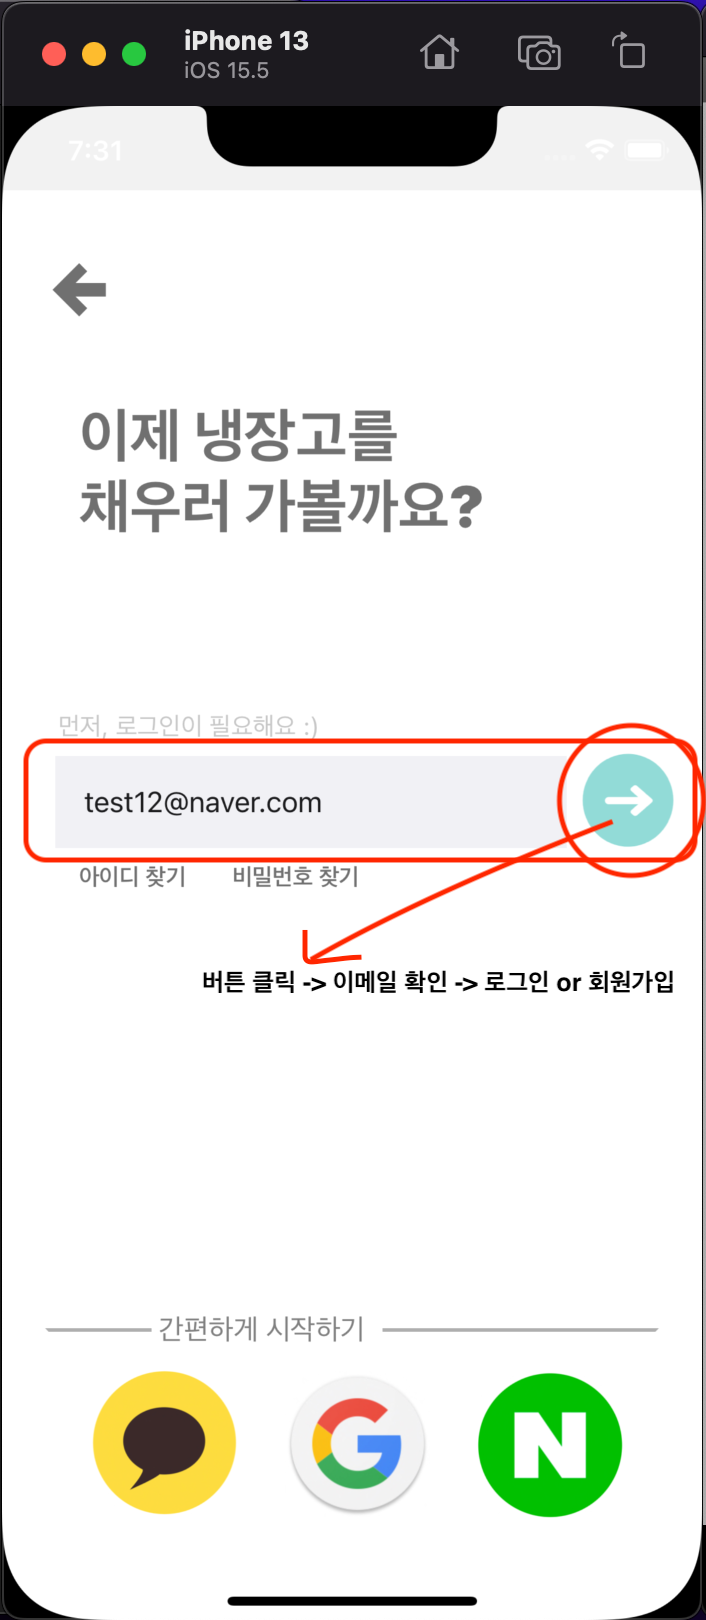 iPhone 13
iOS 15.5
7:31
이제 냉장고를
채우러 가볼까요?
먼저, 로그인이 필요해요 :)
test12@naver.com
아이디 찾기 비밀번호 찾기
버튼 클릭 -> 이메일 확인 -> 로그인 or 회원가입
간편하게 시작하기
G N